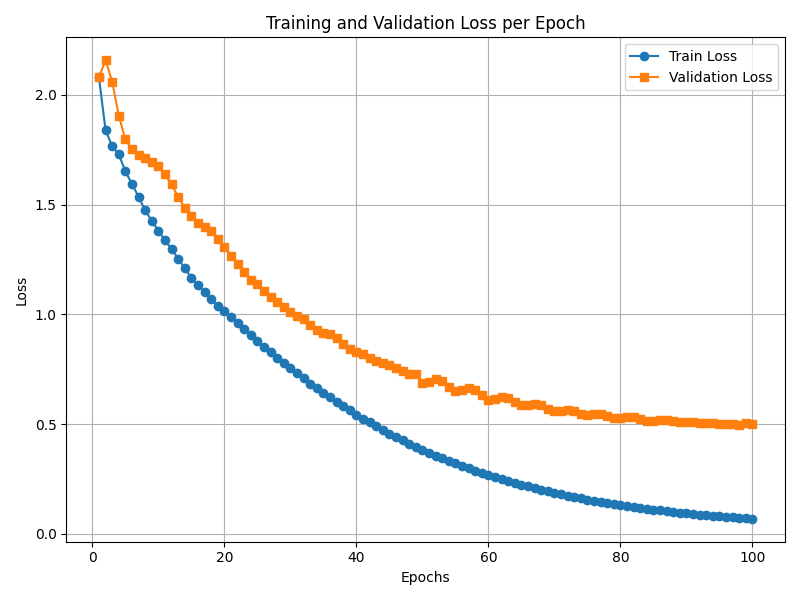 Training and Validation Loss per Epoch
Train Loss
Validation Loss
2.0
1.5
1.0
0.5
0.0
Loss
0 20 40 60 80 100
Epochs